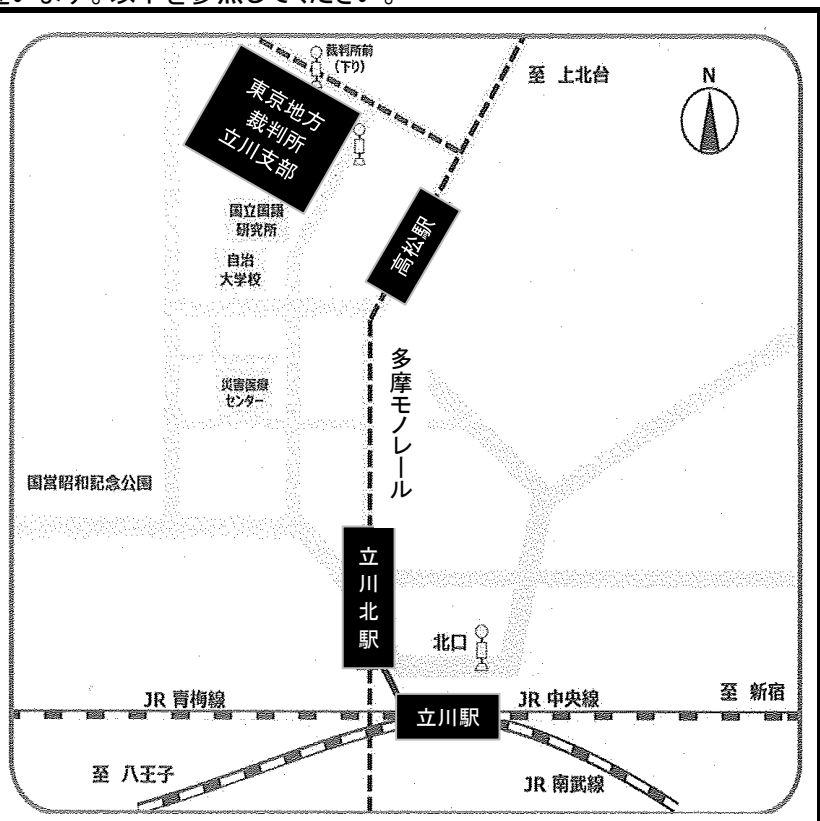 裁判所前
(下り)
至 上北台
N
東京地方
裁判所
立川支部
国立国語
研究所
高松駅
自治
大学校
多摩モノレール
災害医療
センター
国営昭和記念公園
立川北駅
北口
JR 青梅線
JR 中央線
至 新宿
立川駅
至 八王子
JR 南武線